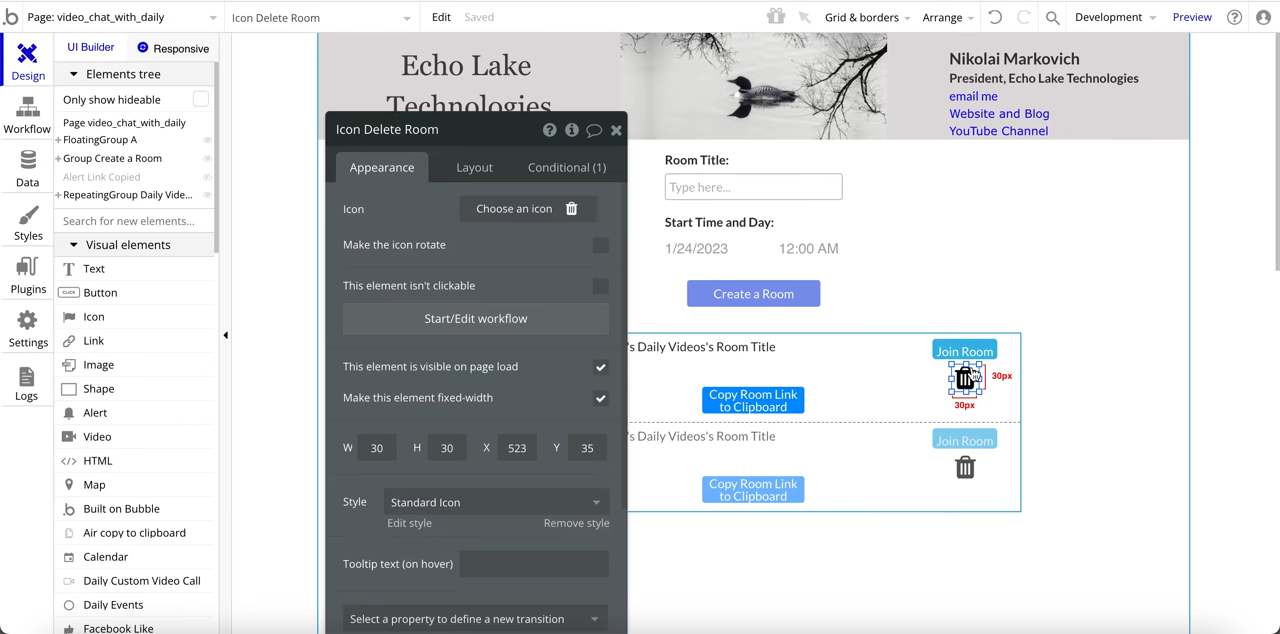 Page: video_chat_with_daily
Icon Delete Room
Edit
Saved
Grid & borders
Arrange
Development
Preview
Design
Workflow
Data
Styles
Plugins
Settings
Logs
UI Builder
Responsive
Elements tree
Only show hideable
Page video_chat_with_daily
+FloatingGroup A
+Group Create a Room
Alert Link Copied
+RepeatingGroup Daily Vide...
Search for new elements...
Visual elements
Text
CLICK Button
Icon
Link
Image
Shape
Alert
Video
</> HTML
Map
Built on Bubble
Air copy to clipboard
Calendar
Daily Custom Video Call
Daily Events
Facebook Like
Icon Delete Room
Appearance
Layout
Conditional (1)
Icon
Choose an icon
Make the icon rotate
This element isn't clickable
Start/Edit workflow
This element is visible on page load
Make this element fixed-width
W 30 H 30 X 523 Y 35
Style
Standard Icon
Edit style
Remove style
Tooltip text (on hover)
Select a property to define a new transition
Echo Lake
Technologies
Nikolai Markovich
President, Echo Lake Technologies
email me
Website and Blog
YouTube Channel
Room Title:
Type here...
Start Time and Day:
1/24/2023
12:00 AM
Create a Room
's Daily Videos's Room Title
Join Room
30px
30px
Copy Room Link
to Clipboard
's Daily Videos's Room Title
Join Room
Copy Room Link
to Clipboard